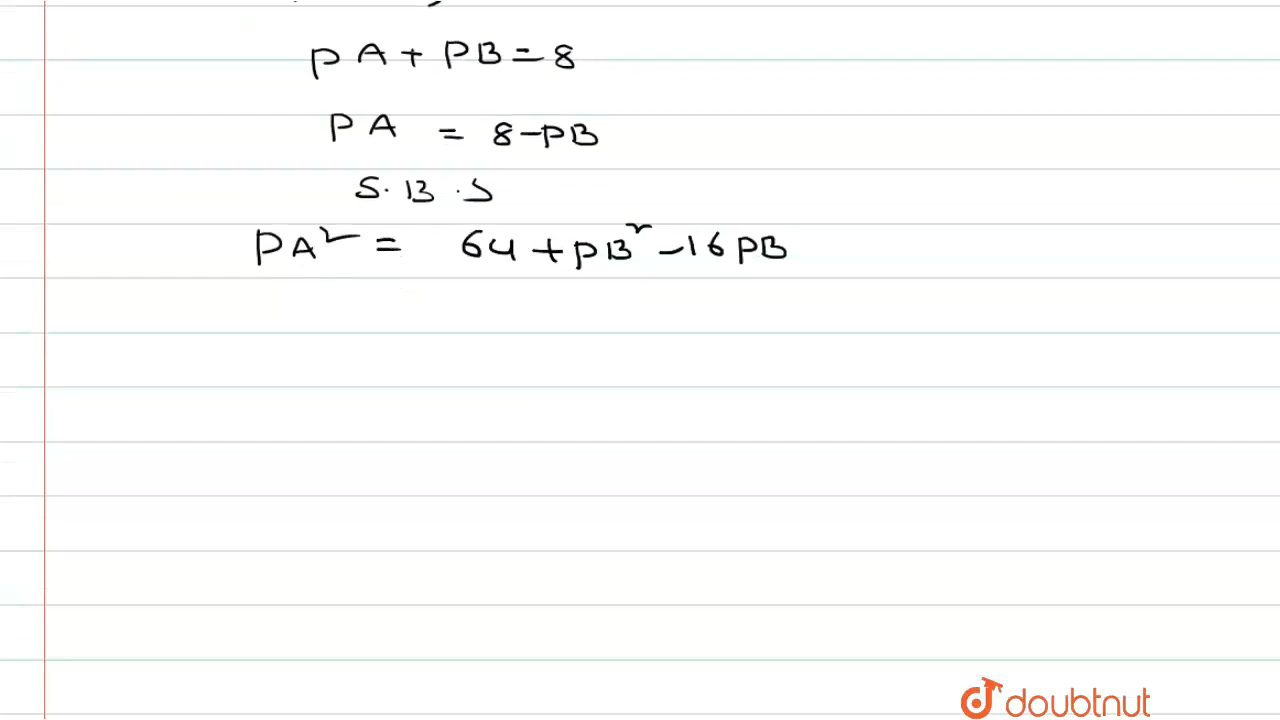 PA + PB = 8
PA = 8 - PB
S. B. S
PA² = 64 + PB² - 16 PB
doubtnut